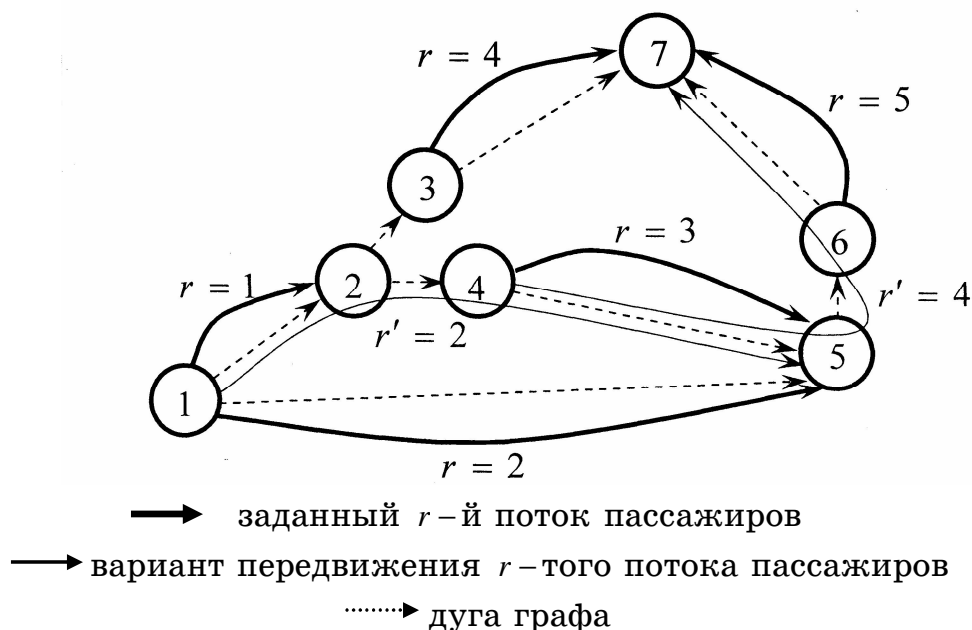 7
r = 4
r = 5
3
6
r = 3
2
4
r = 1
r' = 4
r' = 2
5
1
r = 2
заданный r – й поток пассажиров
вариант передвижения r – того потока пассажиров
дуга графа